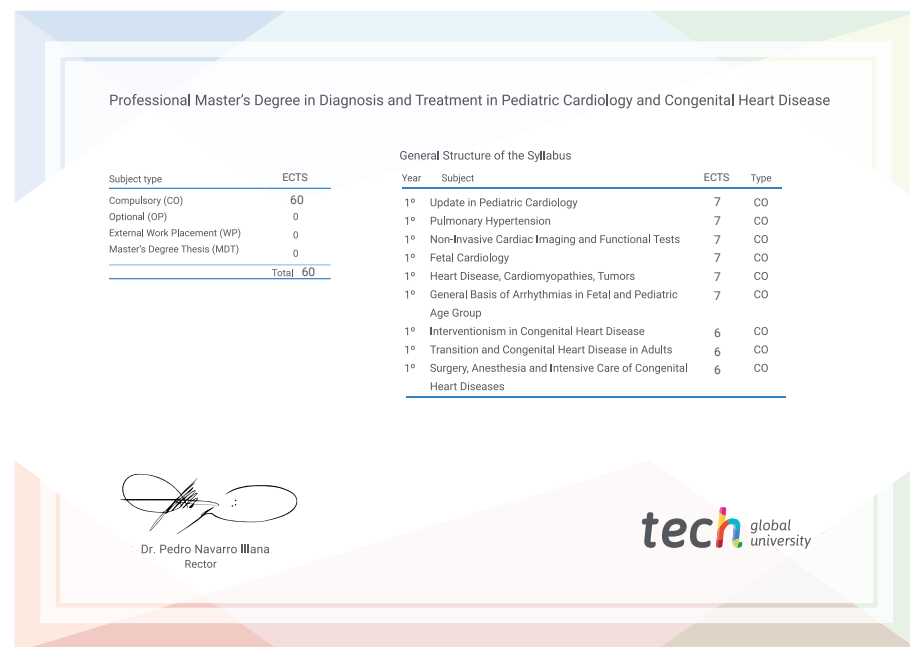 Professional Master's Degree in Diagnosis and Treatment in Pediatric Cardiology and Congenital Heart Disease
Subject type ECTS
Compulsory (CO) 60
Optional (OP) 0
External Work Placement (WP) 0
Master's Degree Thesis (MDT) 0
Total 60
General Structure of the Syllabus
Year Subject ECTS Type
1º Update in Pediatric Cardiology 7 CO
1º Pulmonary Hypertension 7 CO
1º Non-Invasive Cardiac Imaging and Functional Tests 7 CO
1º Fetal Cardiology 7 CO
1º Heart Disease, Cardiomyopathies, Tumors 7 CO
1º General Basis of Arrhythmias in Fetal and Pediatric 7 CO
Age Group
1º Interventionism in Congenital Heart Disease 6 CO
1º Transition and Congenital Heart Disease in Adults 6 CO
1º Surgery, Anesthesia and Intensive Care of Congenital 6 CO
Heart Diseases
Dr. Pedro Navarro Illana
Rector
tech global
university